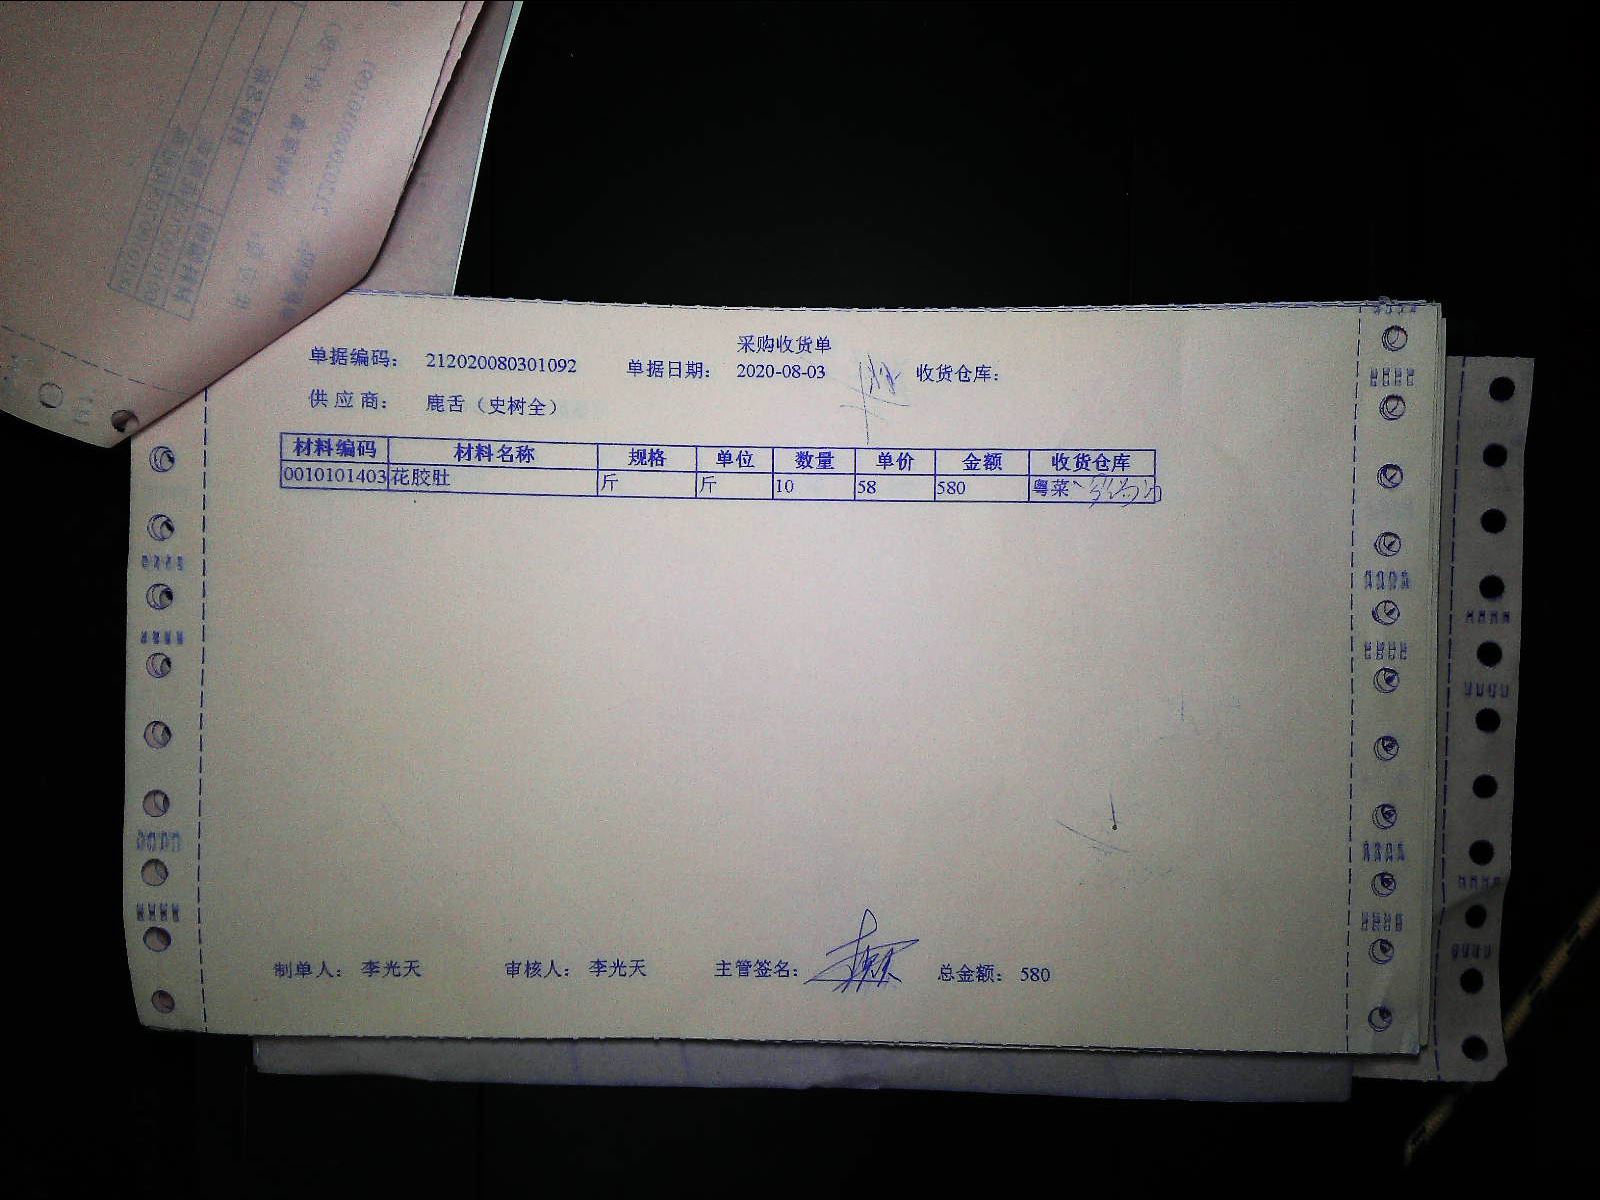 采购收货单
单据编码： 212020080301092 单据日期： 2020-08-03 收货仓库：
供应商： 鹿舌（史树全）
材料编码 材料名称 规格 单位 数量 单价 金额 收货仓库
0010101403 花胶肚 斤 斤 10 58 580 粤菜
制单人： 李光天 审核人： 李光天 主管签名： 总金额： 580